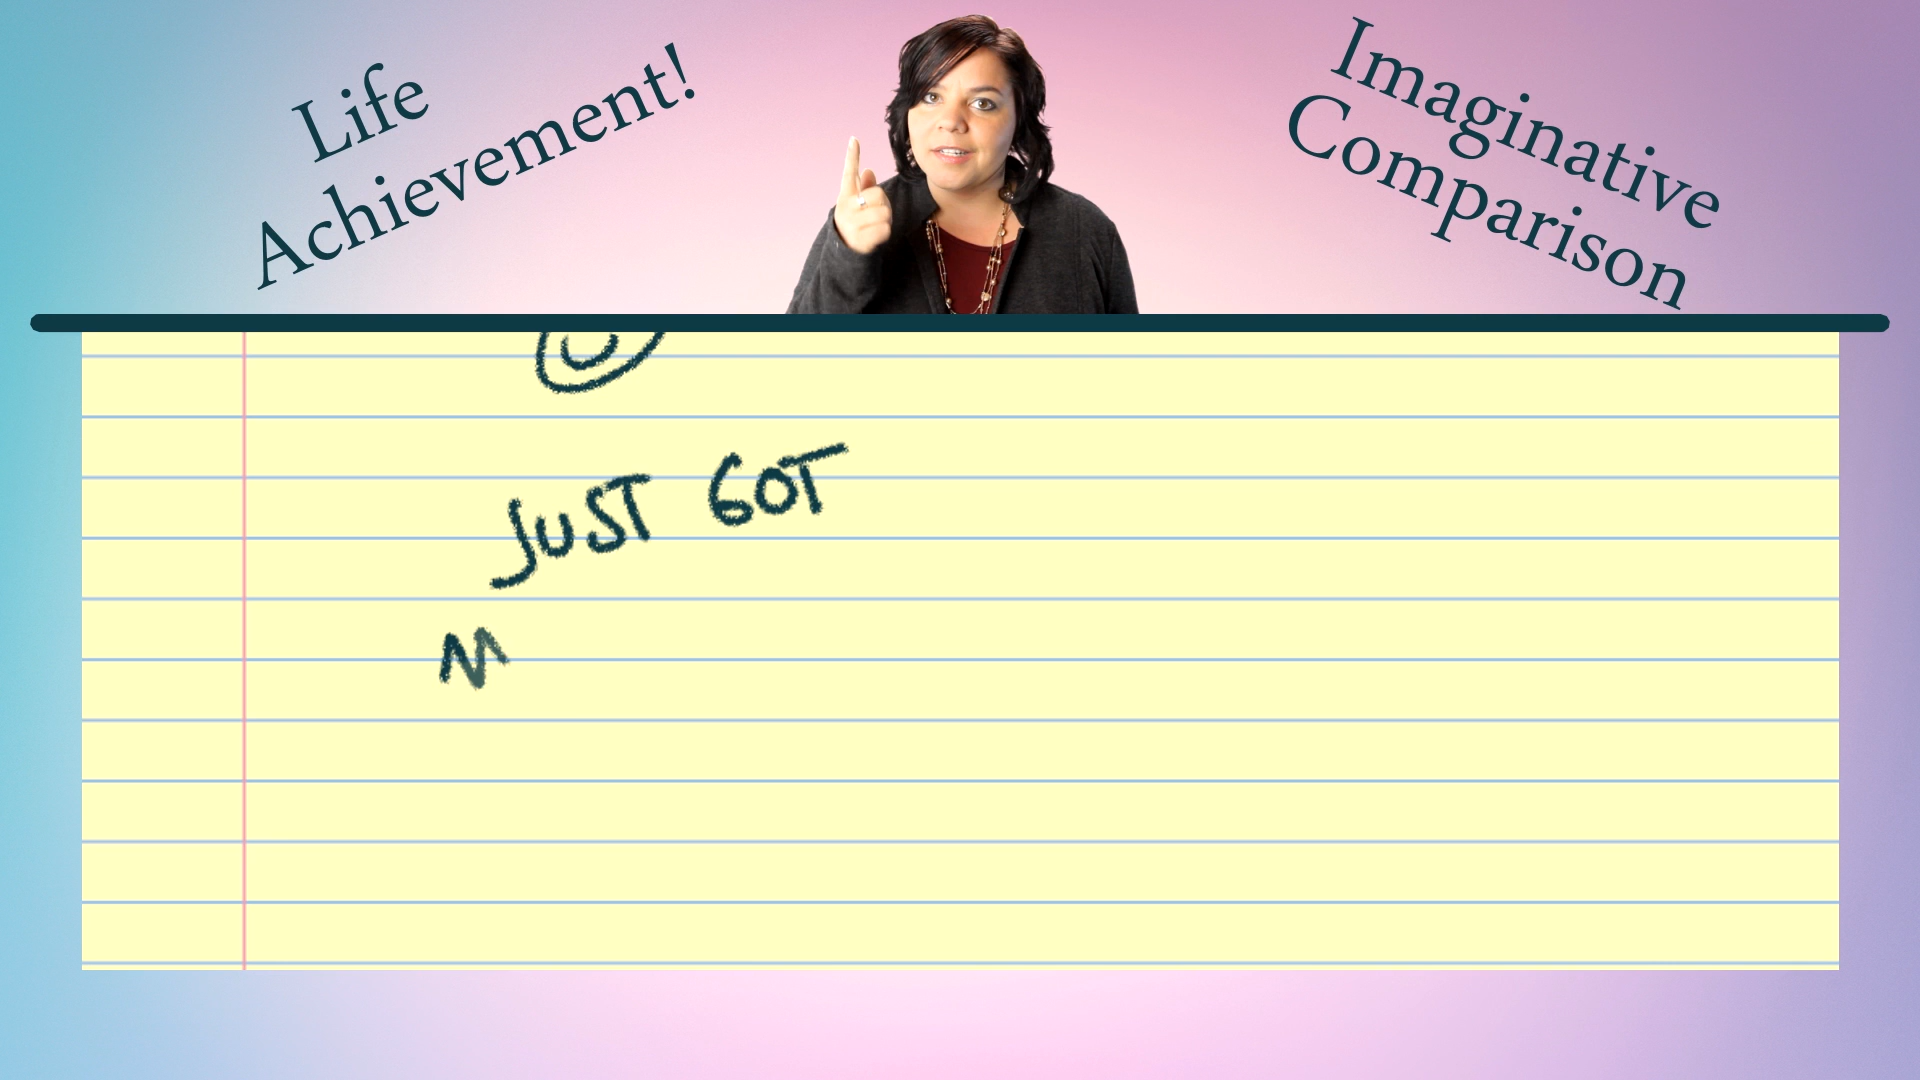 Life
Achievement!
Imaginative
Comparison
JUST GOT
M